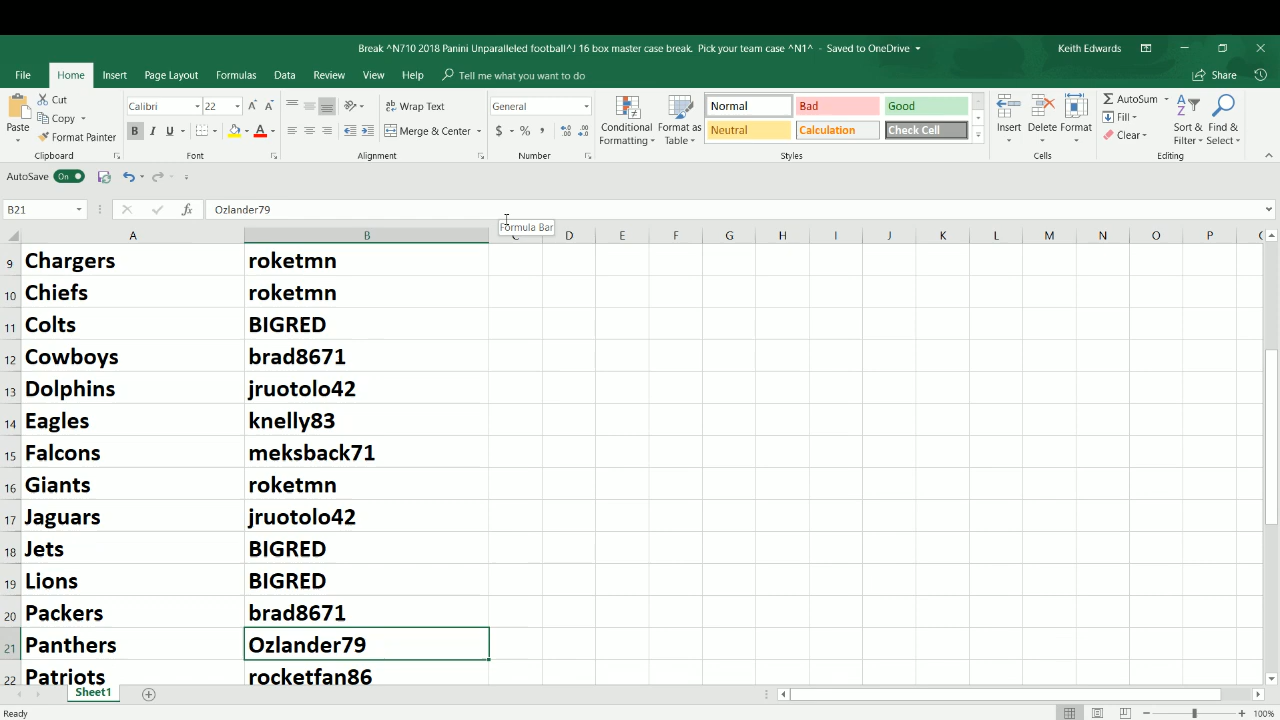 Break ^N710 2018 Panini Unparalleled football^J 16 box master case break. Pick your team case ^N1^ - Saved to OneDrive
Keith Edwards
File Home Insert Page Layout Formulas Data Review View Help Tell me what you want to do
Share
Paste
Cut
Copy
Format Painter
Clipboard
Calibri 22
B I U
Font
Wrap Text
Merge & Center
Alignment
General
$ % ,
Number
Conditional Formatting
Format as Table
Normal Bad Good
Neutral Calculation Check Cell
Styles
Insert Delete Format
Cells
AutoSum
Fill
Clear
Sort & Filter
Find & Select
Editing
AutoSave On
B21 fx Ozlander79
Formula Bar
A B C D E F G H I J K L M N O P
9 Chargers roketmn
10 Chiefs roketmn
11 Colts BIGRED
12 Cowboys brad8671
13 Dolphins jruotolo42
14 Eagles knelly83
15 Falcons meksback71
16 Giants roketmn
17 Jaguars jruotolo42
18 Jets BIGRED
19 Lions BIGRED
20 Packers brad8671
21 Panthers Ozlander79
22 Patriots rocketfan86
Sheet1
Ready
100%